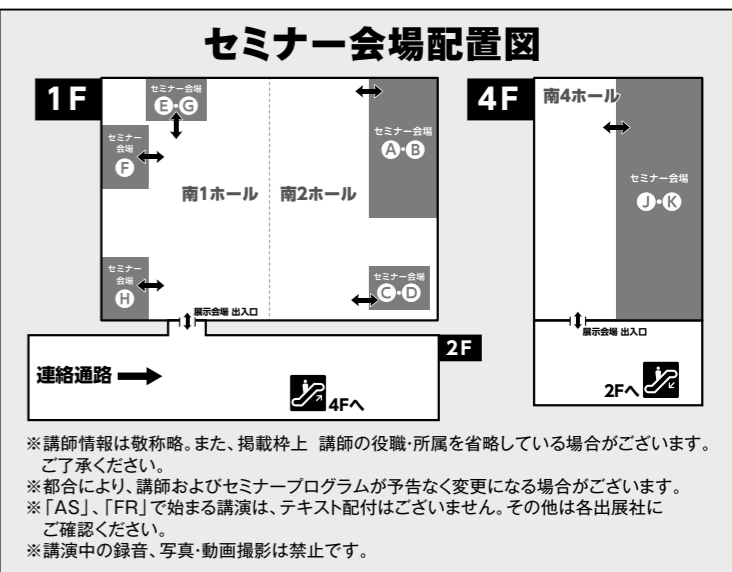 セミナー会場配置図
1F
セミナー会場
E・G
セミナー
会場
F
南1ホール
南2ホール
セミナー会場
A・B
セミナー
会場
H
セミナー会場
C・D
展示会場 出入口
4F
南4ホール
セミナー会場
J・K
展示会場 出入口
2Fへ
2F
連絡通路
4Fへ
※講師情報は敬称略。また、掲載枠上 講師の役職・所属を省略している場合がございます。
ご了承ください。
※都合により、講師およびセミナープログラムが予告なく変更になる場合がございます。
※「AS」、「FR」で始まる講演は、テキスト配付はございません。その他は各出展社に
ご確認ください。
※講演中の録音、写真・動画撮影は禁止です。